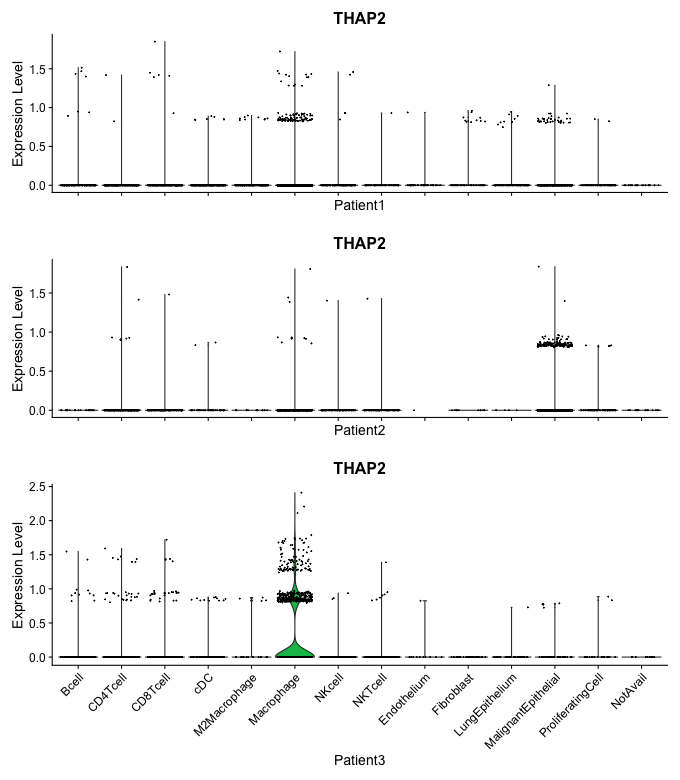 THAP2
Expression Level
1.5
1.0
0.5
0.0
Patient1
THAP2
Expression Level
1.5
1.0
0.5
0.0
Patient2
THAP2
Expression Level
2.5
2.0
1.5
1.0
0.5
0.0
Bcell
CD4Tcell
CD8Tcell
cDC
M2Macrophage
Macrophage
NKcell
NKTcell
Endothelium
Fibroblast
LungEpithelium
MalignantEpithelial
ProliferatingCell
NotAvail
Patient3